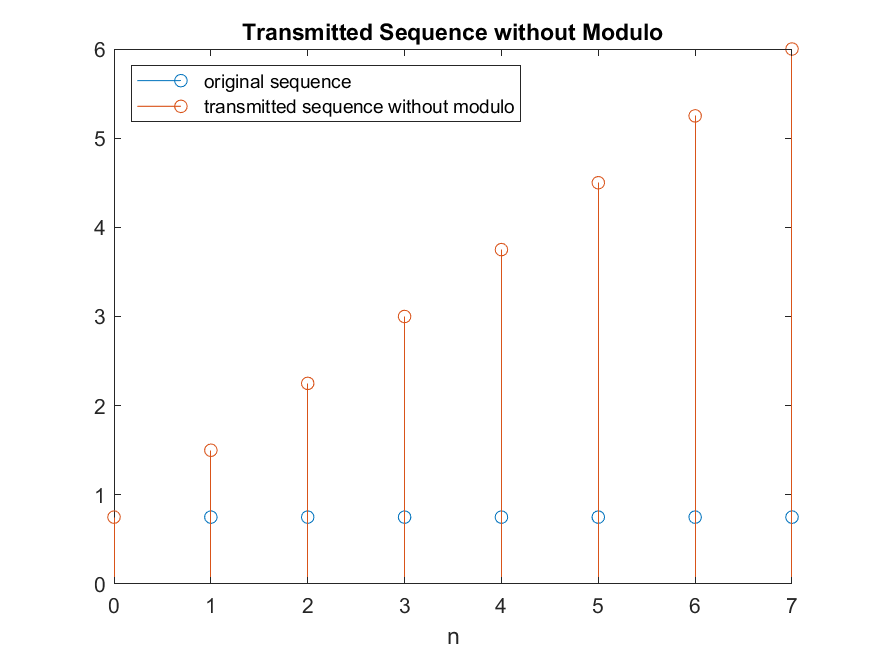 Transmitted Sequence without Modulo
original sequence
transmitted sequence without modulo
6
5
4
3
2
1
0
0 1 2 3 4 5 6 7
n